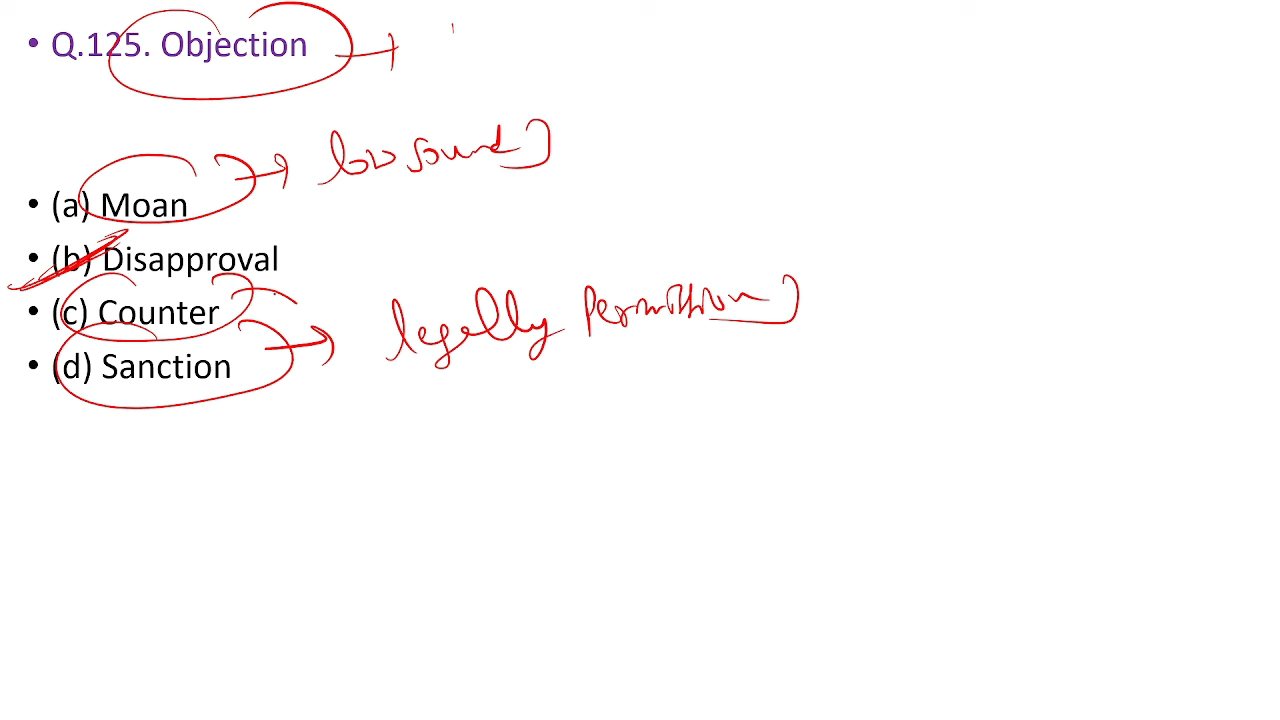 • Q.125. Objection →
→ low sound]
• (a) Moan
• (b) Disapproval
• (c) Counter
→ legally Permission]
• (d) Sanction